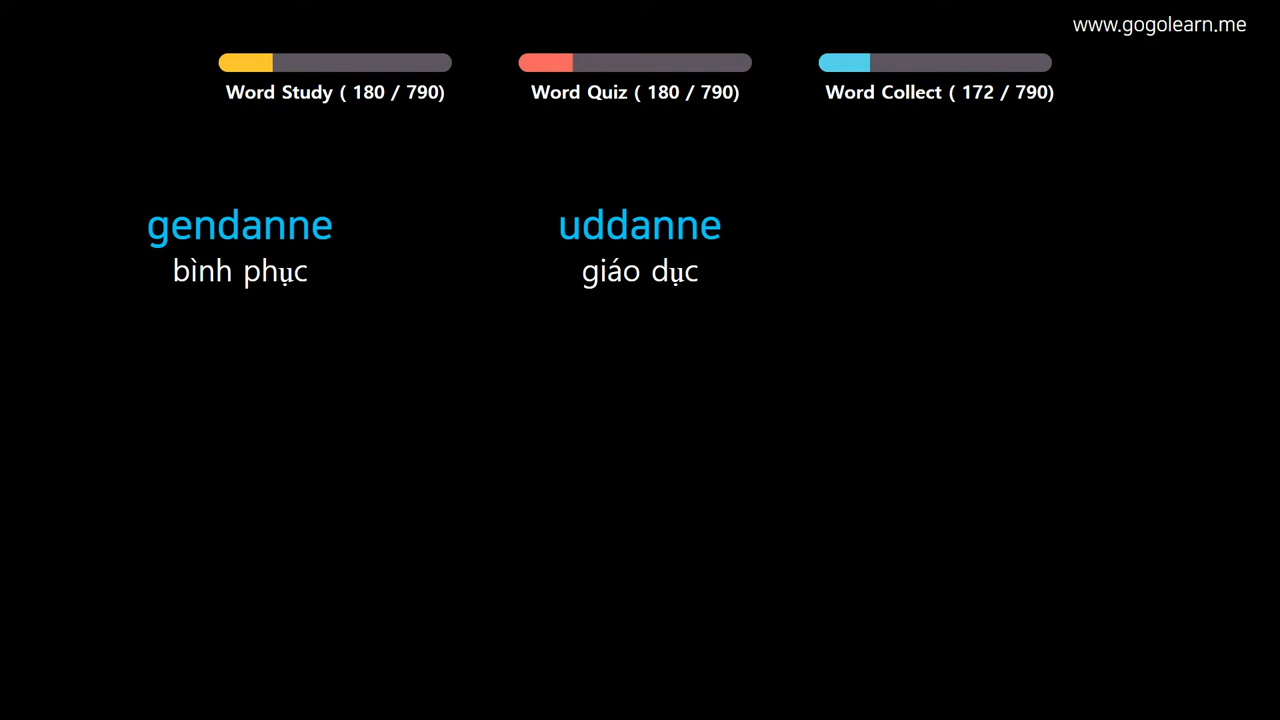 www.gogolearn.me
Word Study ( 180 / 790)
Word Quiz ( 180 / 790)
Word Collect ( 172 / 790)
gendanne
bình phục
uddanne
giáo dục